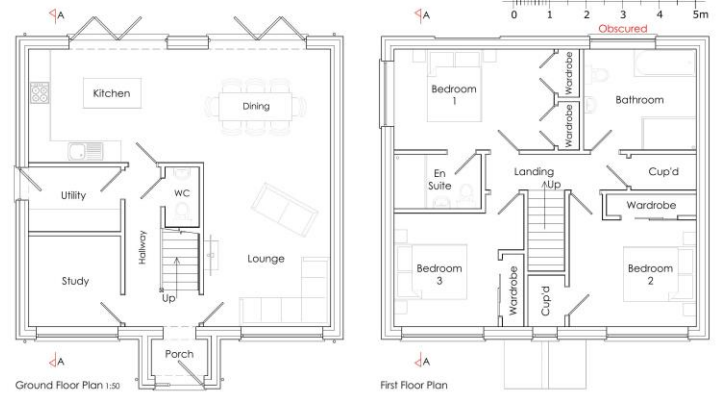 A
A
0 1 2 3 4 5m
Obscured
Kitchen
Dining
Utility
WC
Hallway
Study
Up
Lounge
Porch
A
Ground Floor Plan 1:50
Bedroom
1
Wardrobe
Wardrobe
Bathroom
En
Suite
Landing
Up
Cup'd
Wardrobe
Bedroom
3
Wardrobe
Cup'd
Bedroom
2
A
First Floor Plan